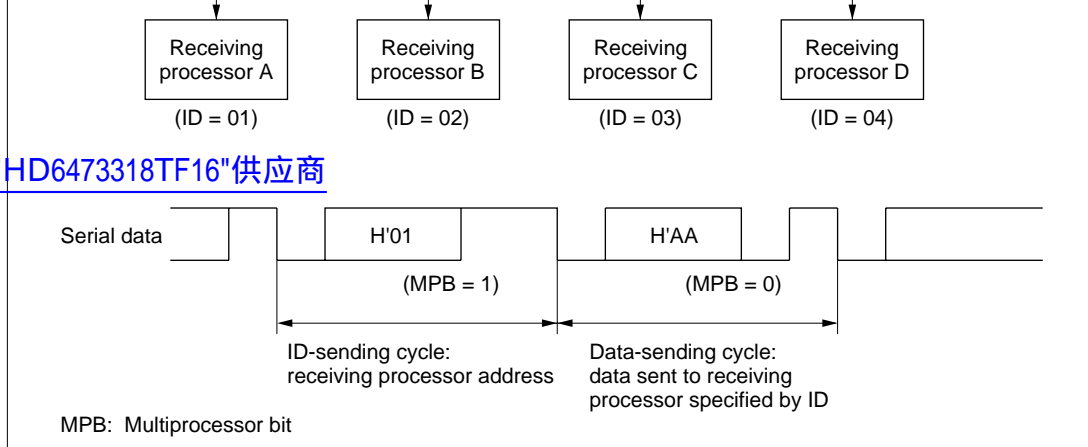 Receiving processor A
Receiving processor B
Receiving processor C
Receiving processor D
(ID = 01)
(ID = 02)
(ID = 03)
(ID = 04)
HD6473318TF16"供应商
Serial data
H'01
H'AA
(MPB = 1)
(MPB = 0)
ID-sending cycle:
receiving processor address
Data-sending cycle:
data sent to receiving
processor specified by ID
MPB: Multiprocessor bit